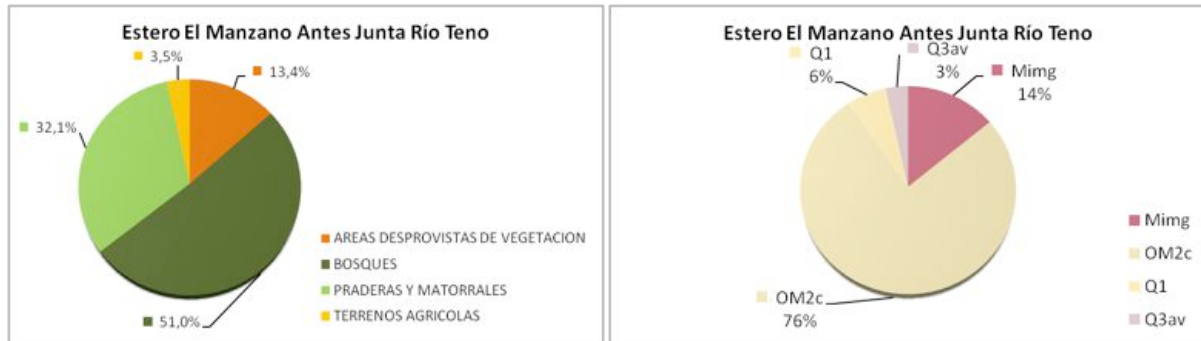 Estero El Manzano Antes Junta Río Teno
3,5%
13,4%
32,1%
51,0%
AREAS DESPROVISTAS DE VEGETACION
BOSQUES
PRADERAS Y MATORRALES
TERRENOS AGRICOLAS
Estero El Manzano Antes Junta Río Teno
Q1
6%
Q3av
3%
Mimg
14%
OM2c
76%
Mimg
OM2c
Q1
Q3av